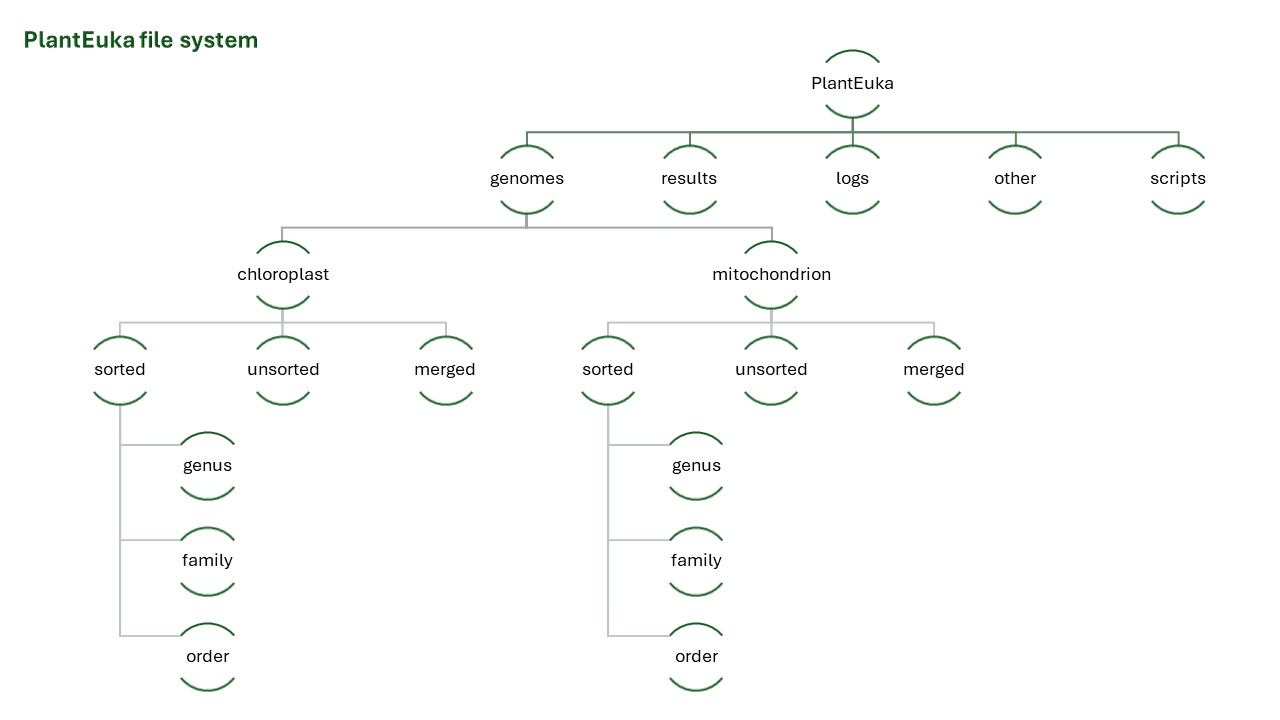 PlantEuka file system
PlantEuka
genomes
results
logs
other
scripts
chloroplast
mitochondrion
sorted
unsorted
merged
sorted
unsorted
merged
genus
genus
family
family
order
order